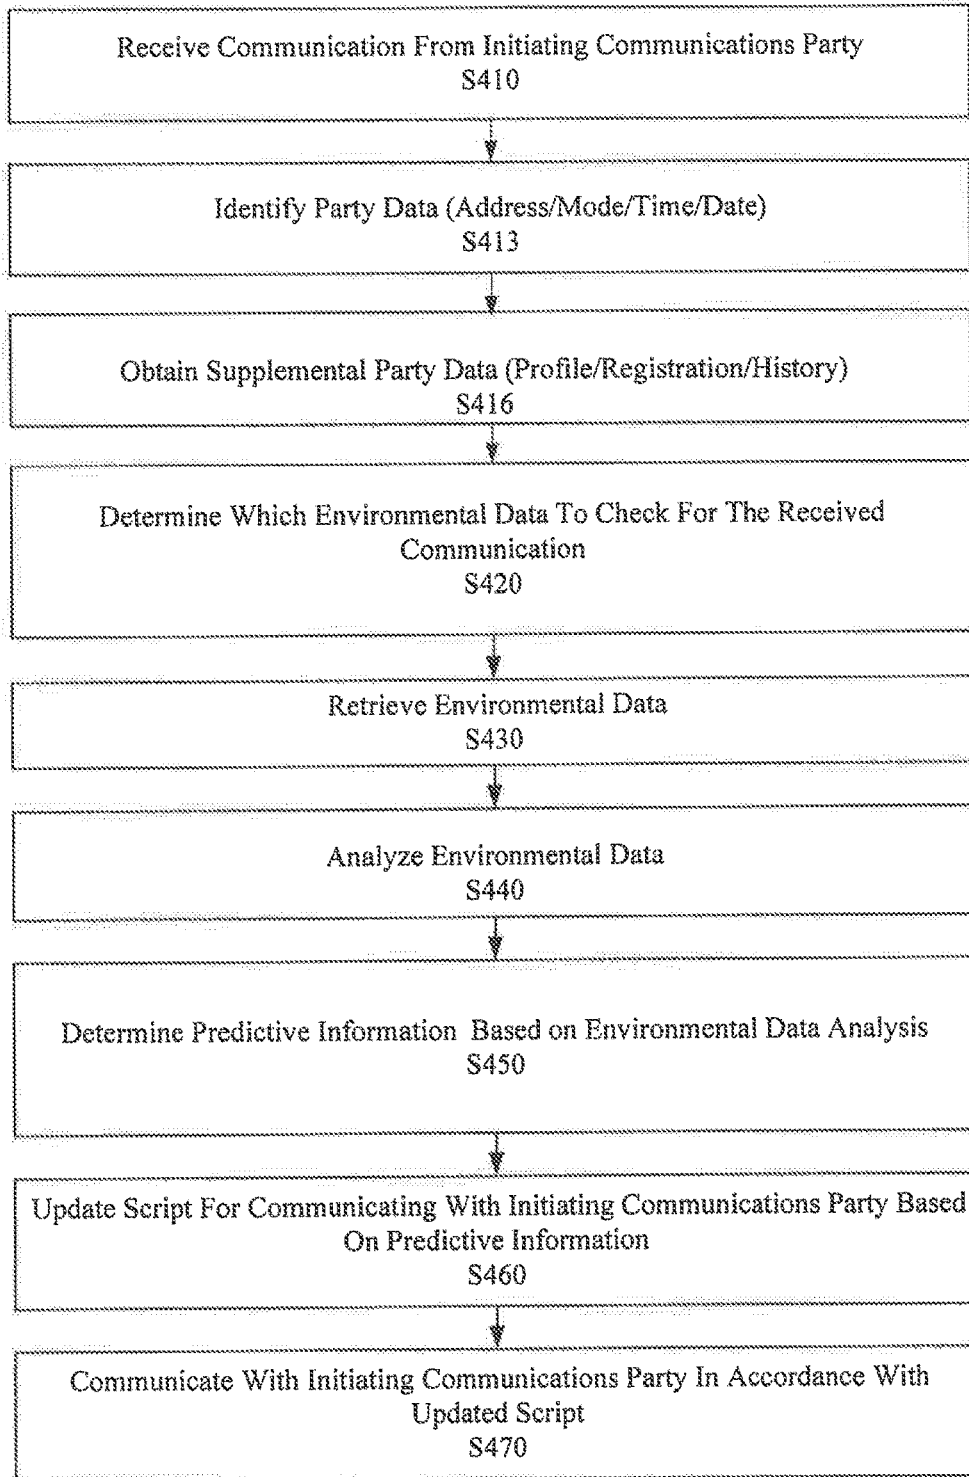 Receive Communication From Initiating Communications Party
S410
Identify Party Data (Address/Mode/Time/Date)
S413
Obtain Supplemental Party Data (Profile/Registration/History)
S416
Determine Which Environmental Data To Check For The Received
Communication
S420
Retrieve Environmental Data
S430
Analyze Environmental Data
S440
Determine Predictive Information Based on Environmental Data Analysis
S450
Update Script For Communicating With Initiating Communications Party Based
On Predictive Information
S460
Communicate With Initiating Communications Party In Accordance With
Updated Script
S470